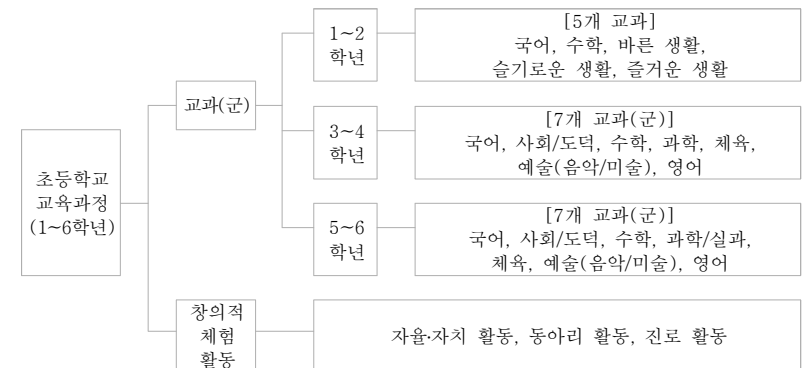 초등학교
교육과정
(1~6학년)
교과(군)
1~2
학년
[5개 교과]
국어, 수학, 바른 생활,
슬기로운 생활, 즐거운 생활
3~4
학년
[7개 교과(군)]
국어, 사회/도덕, 수학, 과학, 체육,
예술(음악/미술), 영어
5~6
학년
[7개 교과(군)]
국어, 사회/도덕, 수학, 과학/실과,
체육, 예술(음악/미술), 영어
창의적
체험
활동
자율·자치 활동, 동아리 활동, 진로 활동